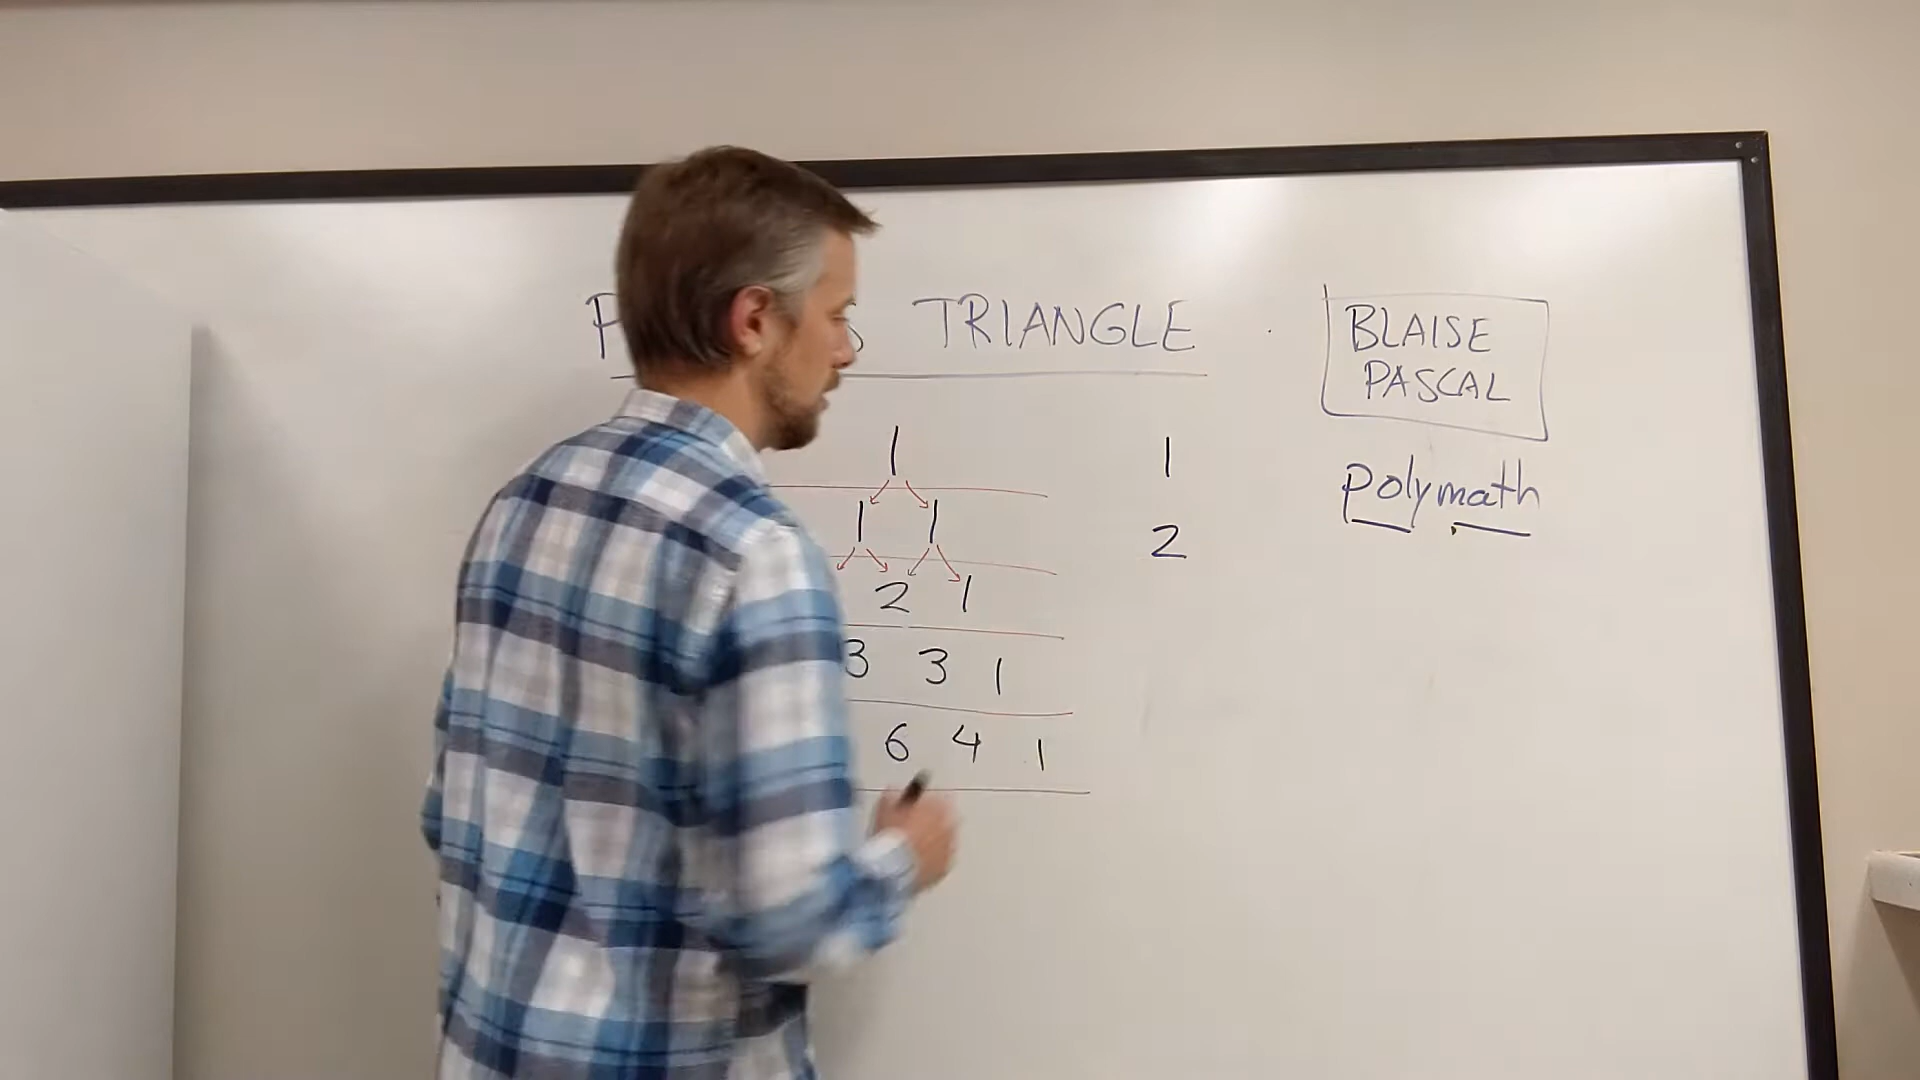 TRIANGLE
BLAISE
PASCAL
polymath
1 1
1 1 2
2 1
3 3 1
6 4 1